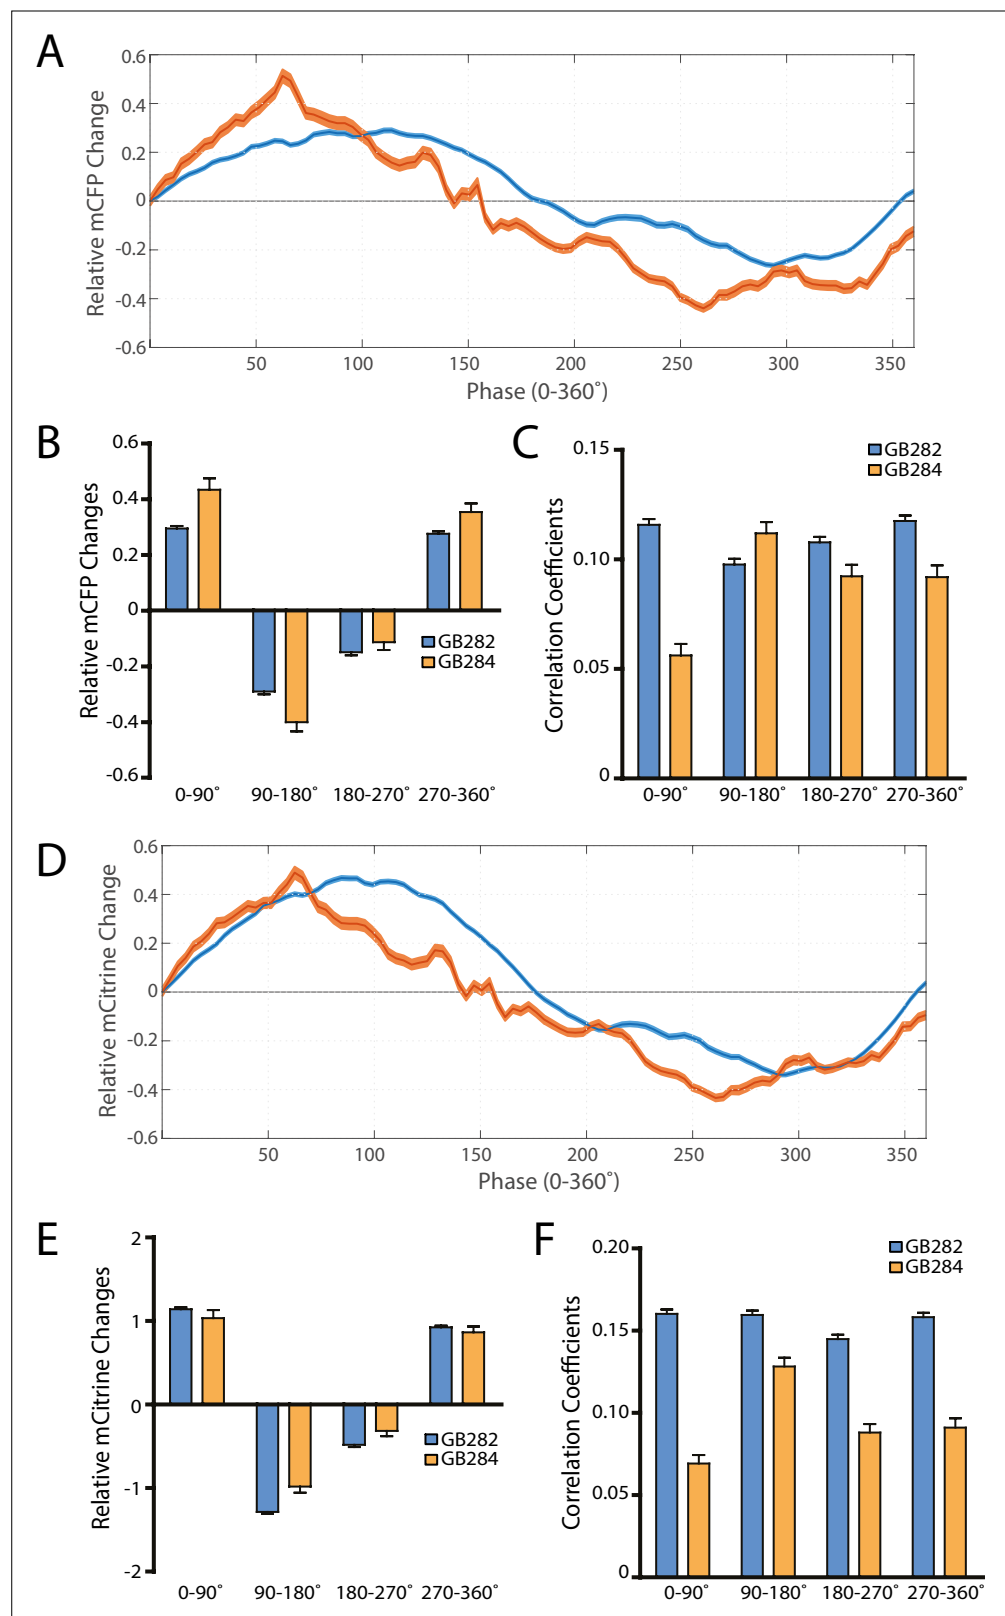 A
Relative mCFP Change
0.6
0.4
0.2
0
-0.2
-0.4
-0.6
50 100 150 200 250 300 350
Phase (0-360˚)
B
Relative mCFP Changes
0.6
0.4
0.2
0
-0.2
-0.4
-0.6
GB282
GB284
0-90˚ 90-180˚ 180-270˚ 270-360˚
C
Correlation Coefficients
0.15
0.10
0.05
0
GB282
GB284
0-90˚ 90-180˚ 180-270˚ 270-360˚
D
Relative mCitrine Change
0.6
0.4
0.2
0
-0.2
-0.4
-0.6
50 100 150 200 250 300 350
Phase (0-360˚)
E
Relative mCitrine Changes
2
1
0
-1
-2
GB282
GB284
0-90˚ 90-180˚ 180-270˚ 270-360˚
F
Correlation Coefficients
0.20
0.15
0.10
0.05
0
GB282
GB284
0-90˚ 90-180˚ 180-270˚ 270-360˚